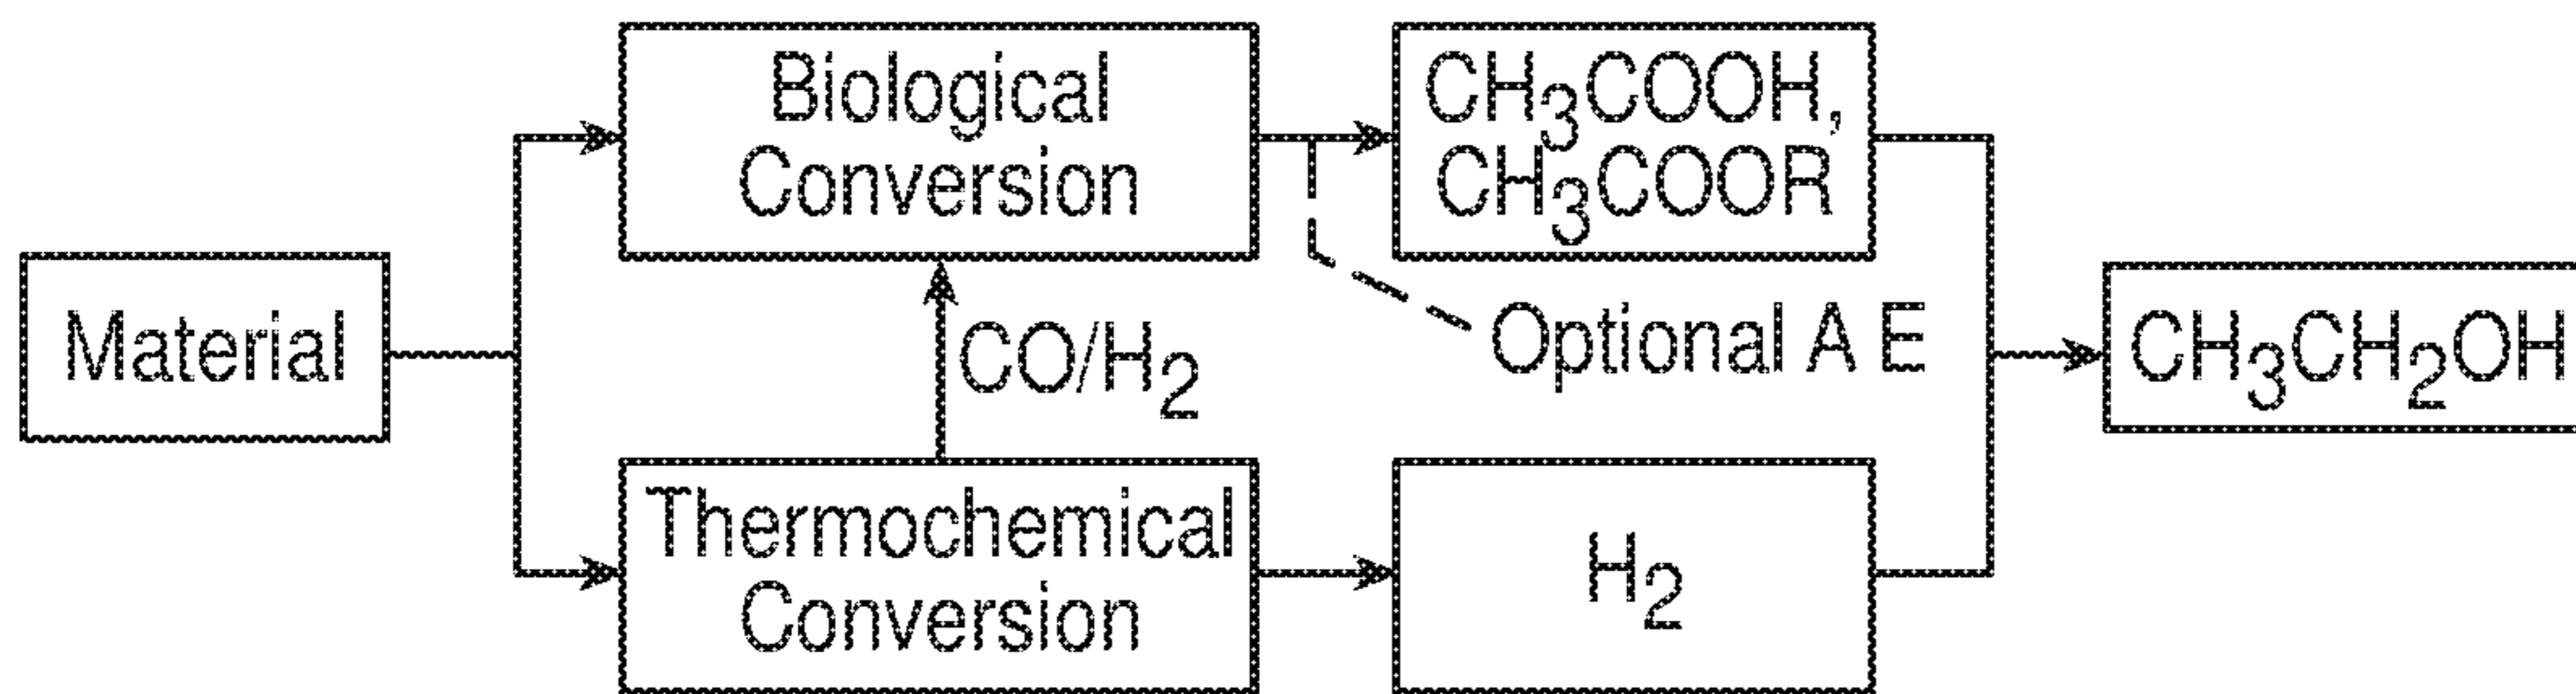 Material
Biological
Conversion
CO/H₂
Thermochemical
Conversion
CH₃COOH,
CH₃COOR
Optional A E
H₂
CH₃CH₂OH